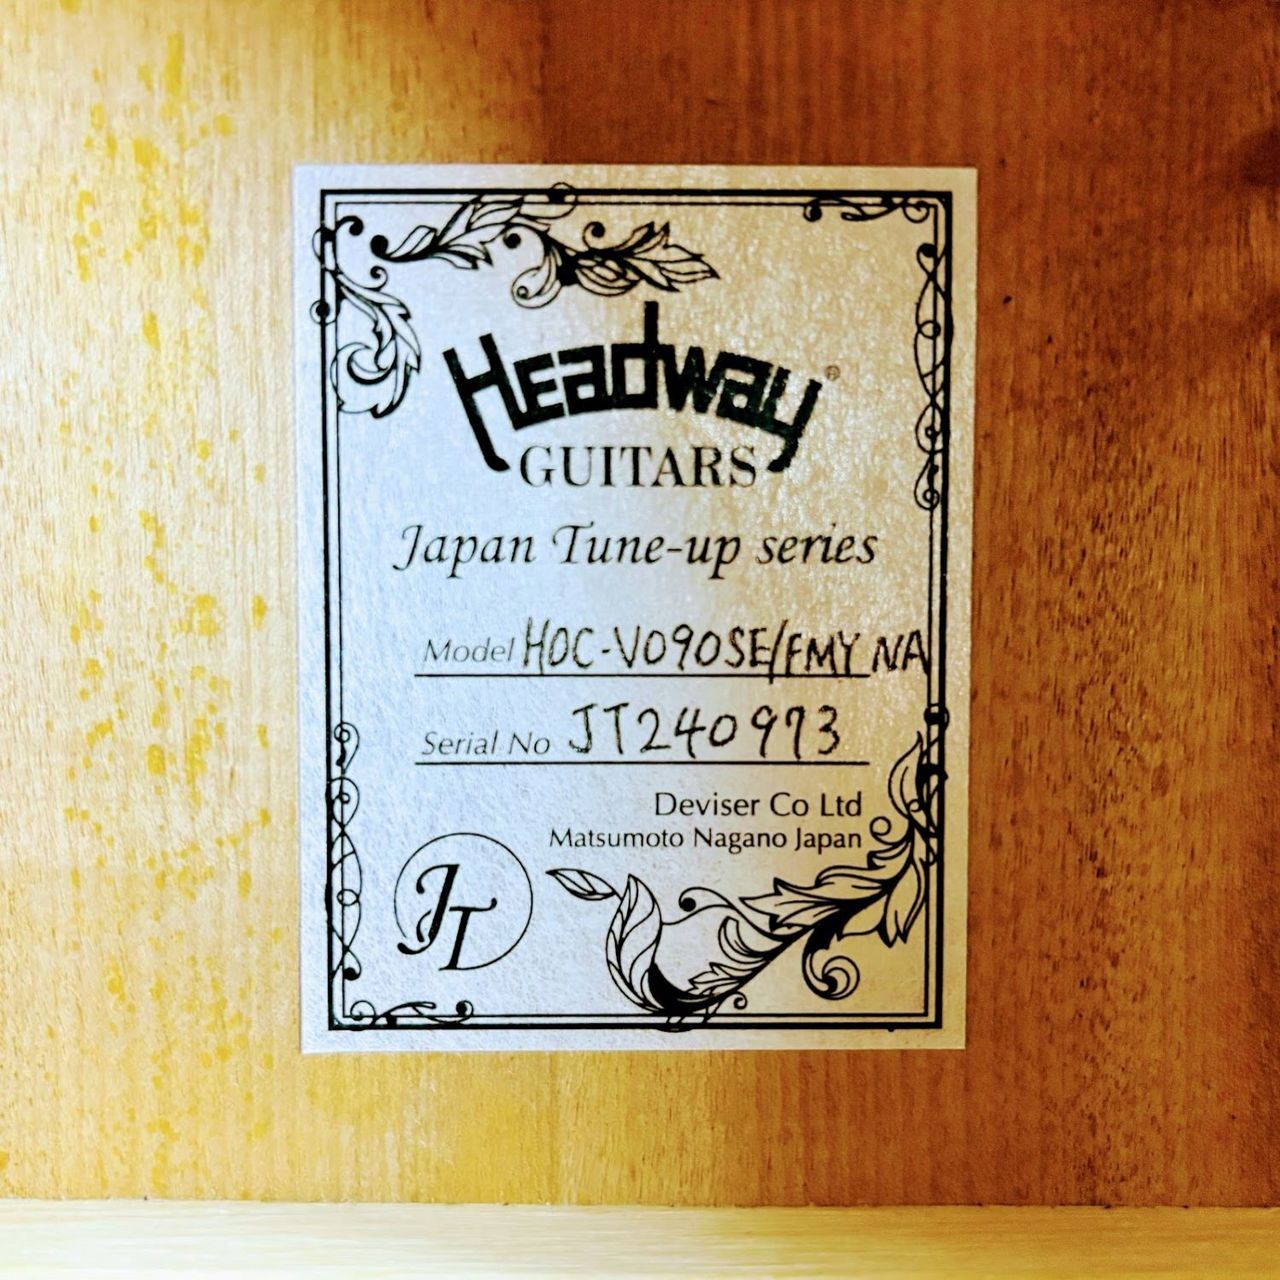 Headway®
GUITARS
Japan Tune-up series
Model HOC-V090SE/FMY NA
Serial No JT240973
Deviser Co Ltd
Matsumoto Nagano Japan
JT